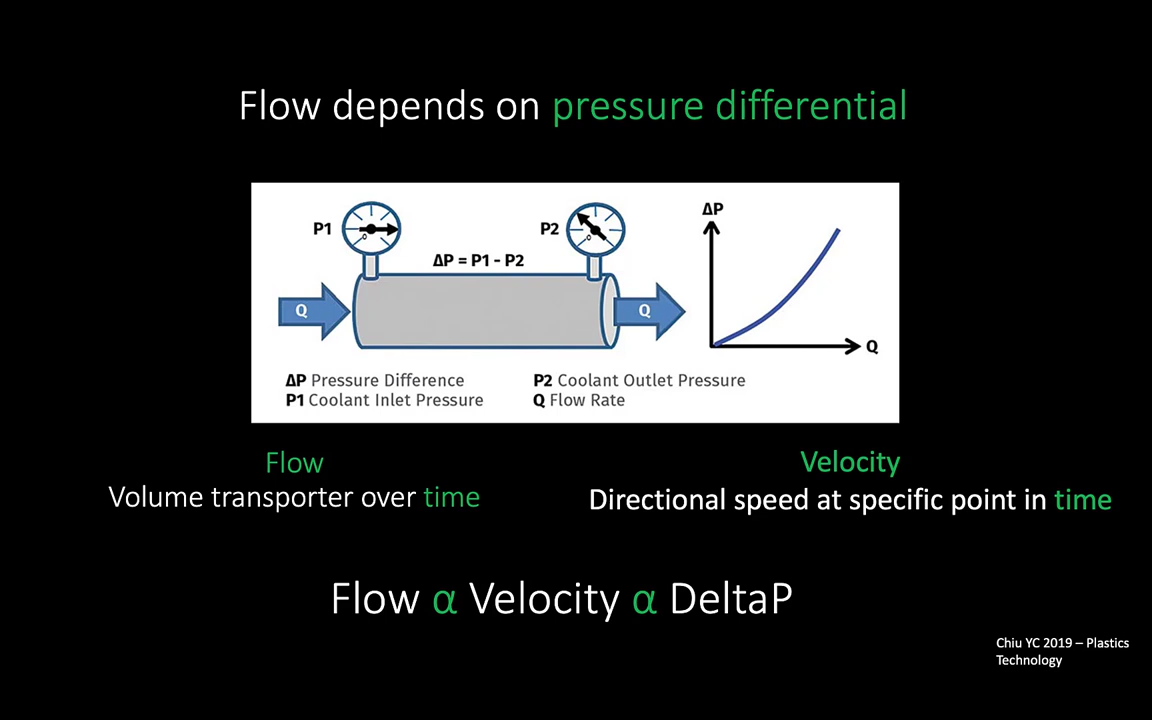 Flow depends on pressure differential
P1
P2
ΔP = P1 - P2
0
0
Q
Q
ΔP
Q
ΔP Pressure Difference
P1 Coolant Inlet Pressure
P2 Coolant Outlet Pressure
Q Flow Rate
Flow
Volume transporter over time
Velocity
Directional speed at specific point in time
Flow α Velocity α DeltaP
Chiu YC 2019 – Plastics
Technology